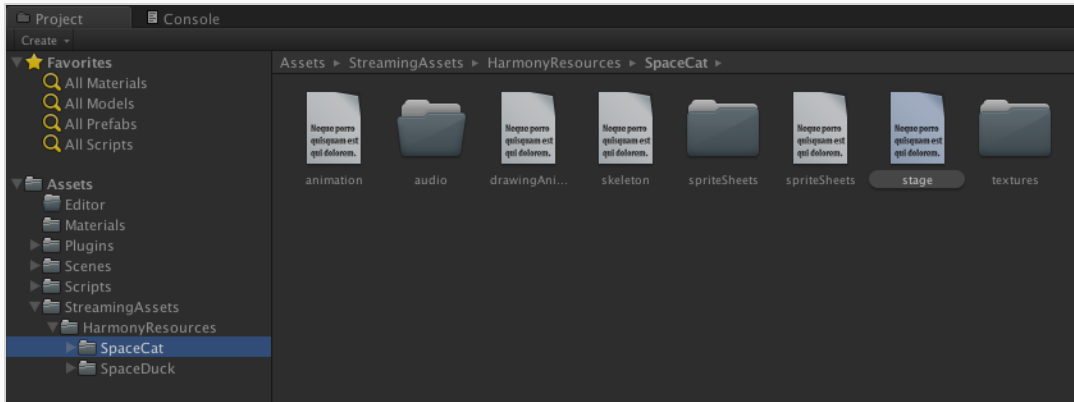 Project
Console
Create
Favorites
All Materials
All Models
All Prefabs
All Scripts
Assets
Editor
Materials
Plugins
Scenes
Scripts
StreamingAssets
HarmonyResources
SpaceCat
SpaceDuck
Assets ▸ StreamingAssets ▸ HarmonyResources ▸ SpaceCat ▸
Neque porro
quisquam est
qui dolorem.
Neque porro
quisquam est
qui dolorem.
Neque porro
quisquam est
qui dolorem.
Neque porro
quisquam est
qui dolorem.
Neque porro
quisquam est
qui dolorem.
animation audio drawingAni... skeleton spriteSheets spriteSheets stage textures